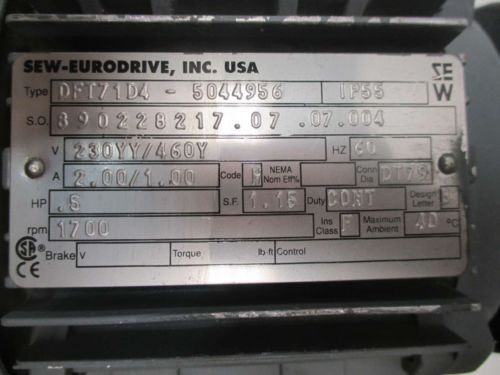 SEW-EURODRIVE, INC. USA
Type DFT71D4 - 5044956 IP55
S.O. 890228217.07 .07.004
V 230YY/460Y HZ 60
A 2.00/1.00 Code NEMA Nom Eff% Conn Dia DT79
HP .5 S.F. 1.15 Duty CONT Design Letter
rpm 1700 Ins Class F Maximum Ambient 40 °C
Brake V Torque lb-ft Control
SEW
SA
CE